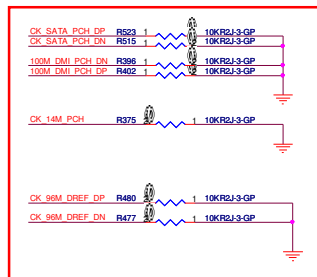 CK_SATA_PCH_DP R523 1 10KR2J-3-GP
CK_SATA_PCH_DN R515 1 10KR2J-3-GP
100M_DMI_PCH_DN R396 1 10KR2J-3-GP
100M_DMI_PCH_DP R402 1 10KR2J-3-GP
CK_14M_PCH R375 1 10KR2J-3-GP
CK_96M_DREF_DP R480 1 10KR2J-3-GP
CK_96M_DREF_DN R477 1 10KR2J-3-GP